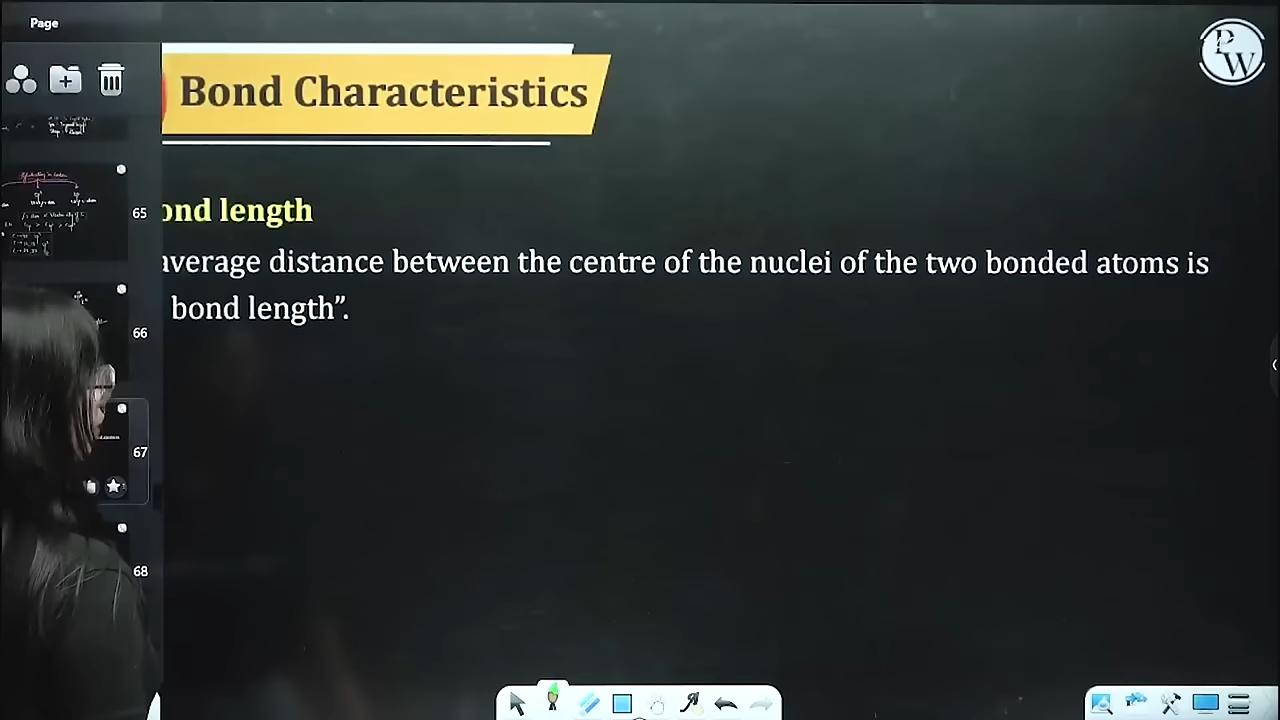 Page
PW
Bond Characteristics
ond length
average distance between the centre of the nuclei of the two bonded atoms is
bond length”.
65
66
67
68